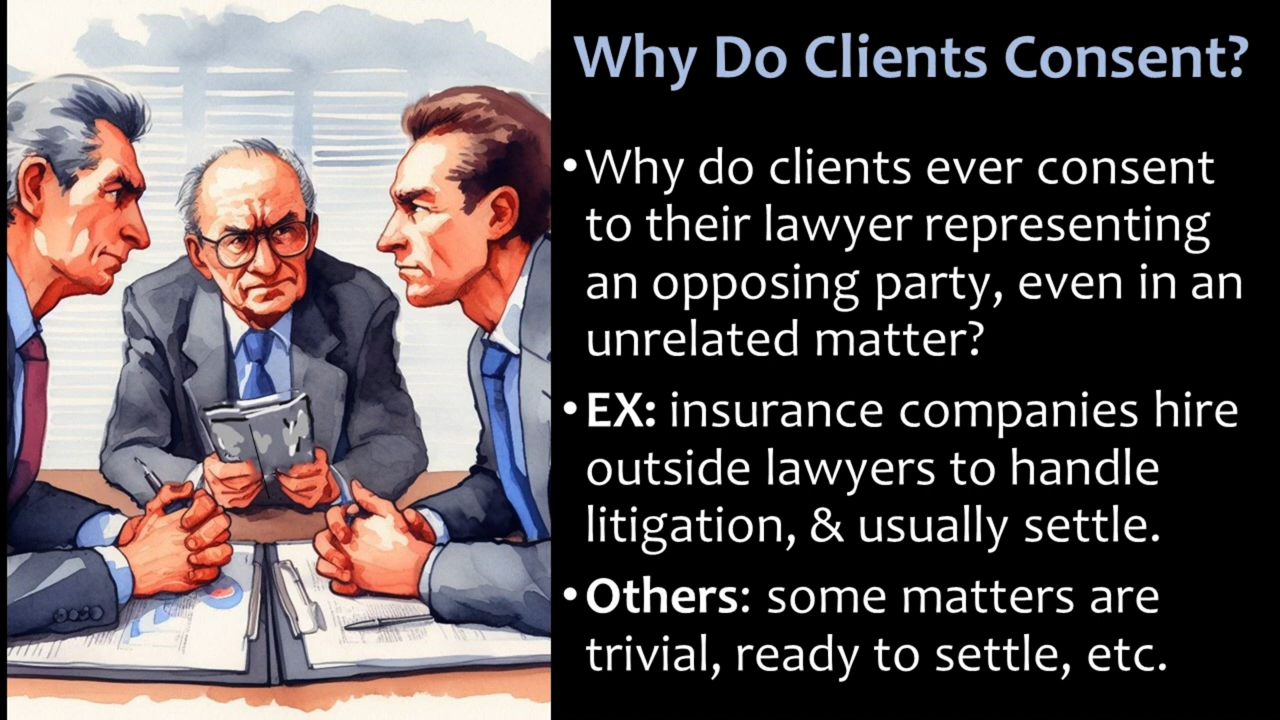 Why Do Clients Consent?
• Why do clients ever consent
to their lawyer representing
an opposing party, even in an
unrelated matter?
• EX: insurance companies hire
outside lawyers to handle
litigation, & usually settle.
• Others: some matters are
trivial, ready to settle, etc.